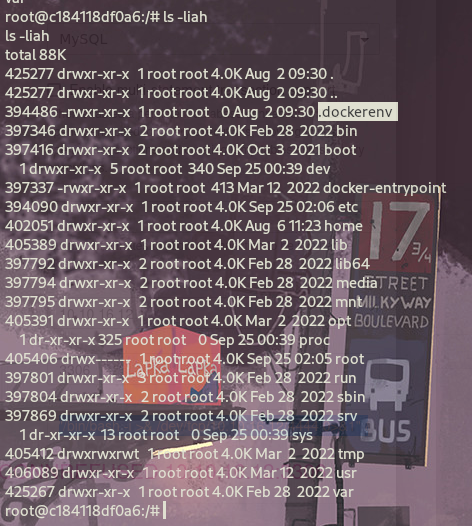 var
root@c184118df0a6:/# ls -liah
ls -liah
total 88K
425277 drwxr-xr-x 1 root root 4.0K Aug 2 09:30 .
425277 drwxr-xr-x 1 root root 4.0K Aug 2 09:30 ..
394486 -rwxr-xr-x 1 root root 0 Aug 2 09:30 .dockerenv
397346 drwxr-xr-x 2 root root 4.0K Feb 28 2022 bin
397416 drwxr-xr-x 2 root root 4.0K Oct 3 2021 boot
1 drwxr-xr-x 5 root root 340 Sep 25 00:39 dev
397337 -rwxr-xr-x 1 root root 413 Mar 12 2022 docker-entrypoint
394090 drwxr-xr-x 1 root root 4.0K Sep 25 02:06 etc
402051 drwxr-xr-x 1 root root 4.0K Aug 6 11:23 home
405389 drwxr-xr-x 1 root root 4.0K Mar 2 2022 lib
397792 drwxr-xr-x 2 root root 4.0K Feb 28 2022 lib64
397794 drwxr-xr-x 2 root root 4.0K Feb 28 2022 media
397795 drwxr-xr-x 2 root root 4.0K Feb 28 2022 mnt
405391 drwxr-xr-x 1 root root 4.0K Mar 2 2022 opt
1 dr-xr-xr-x 325 root root 0 Sep 25 00:39 proc
405406 drwx------ 1 root root 4.0K Sep 25 02:05 root
397801 drwxr-xr-x 3 root root 4.0K Feb 28 2022 run
397804 drwxr-xr-x 2 root root 4.0K Feb 28 2022 sbin
397869 drwxr-xr-x 2 root root 4.0K Feb 28 2022 srv
1 dr-xr-xr-x 13 root root 0 Sep 25 00:39 sys
405412 drwxrwxrwt 1 root root 4.0K Mar 2 2022 tmp
406089 drwxr-xr-x 1 root root 4.0K Mar 12 2022 usr
425267 drwxr-xr-x 1 root root 4.0K Feb 28 2022 var
root@c184118df0a6:/#
MySQL
17 3/4
STREET
MILKYWAY
BOULEVARD
BUS